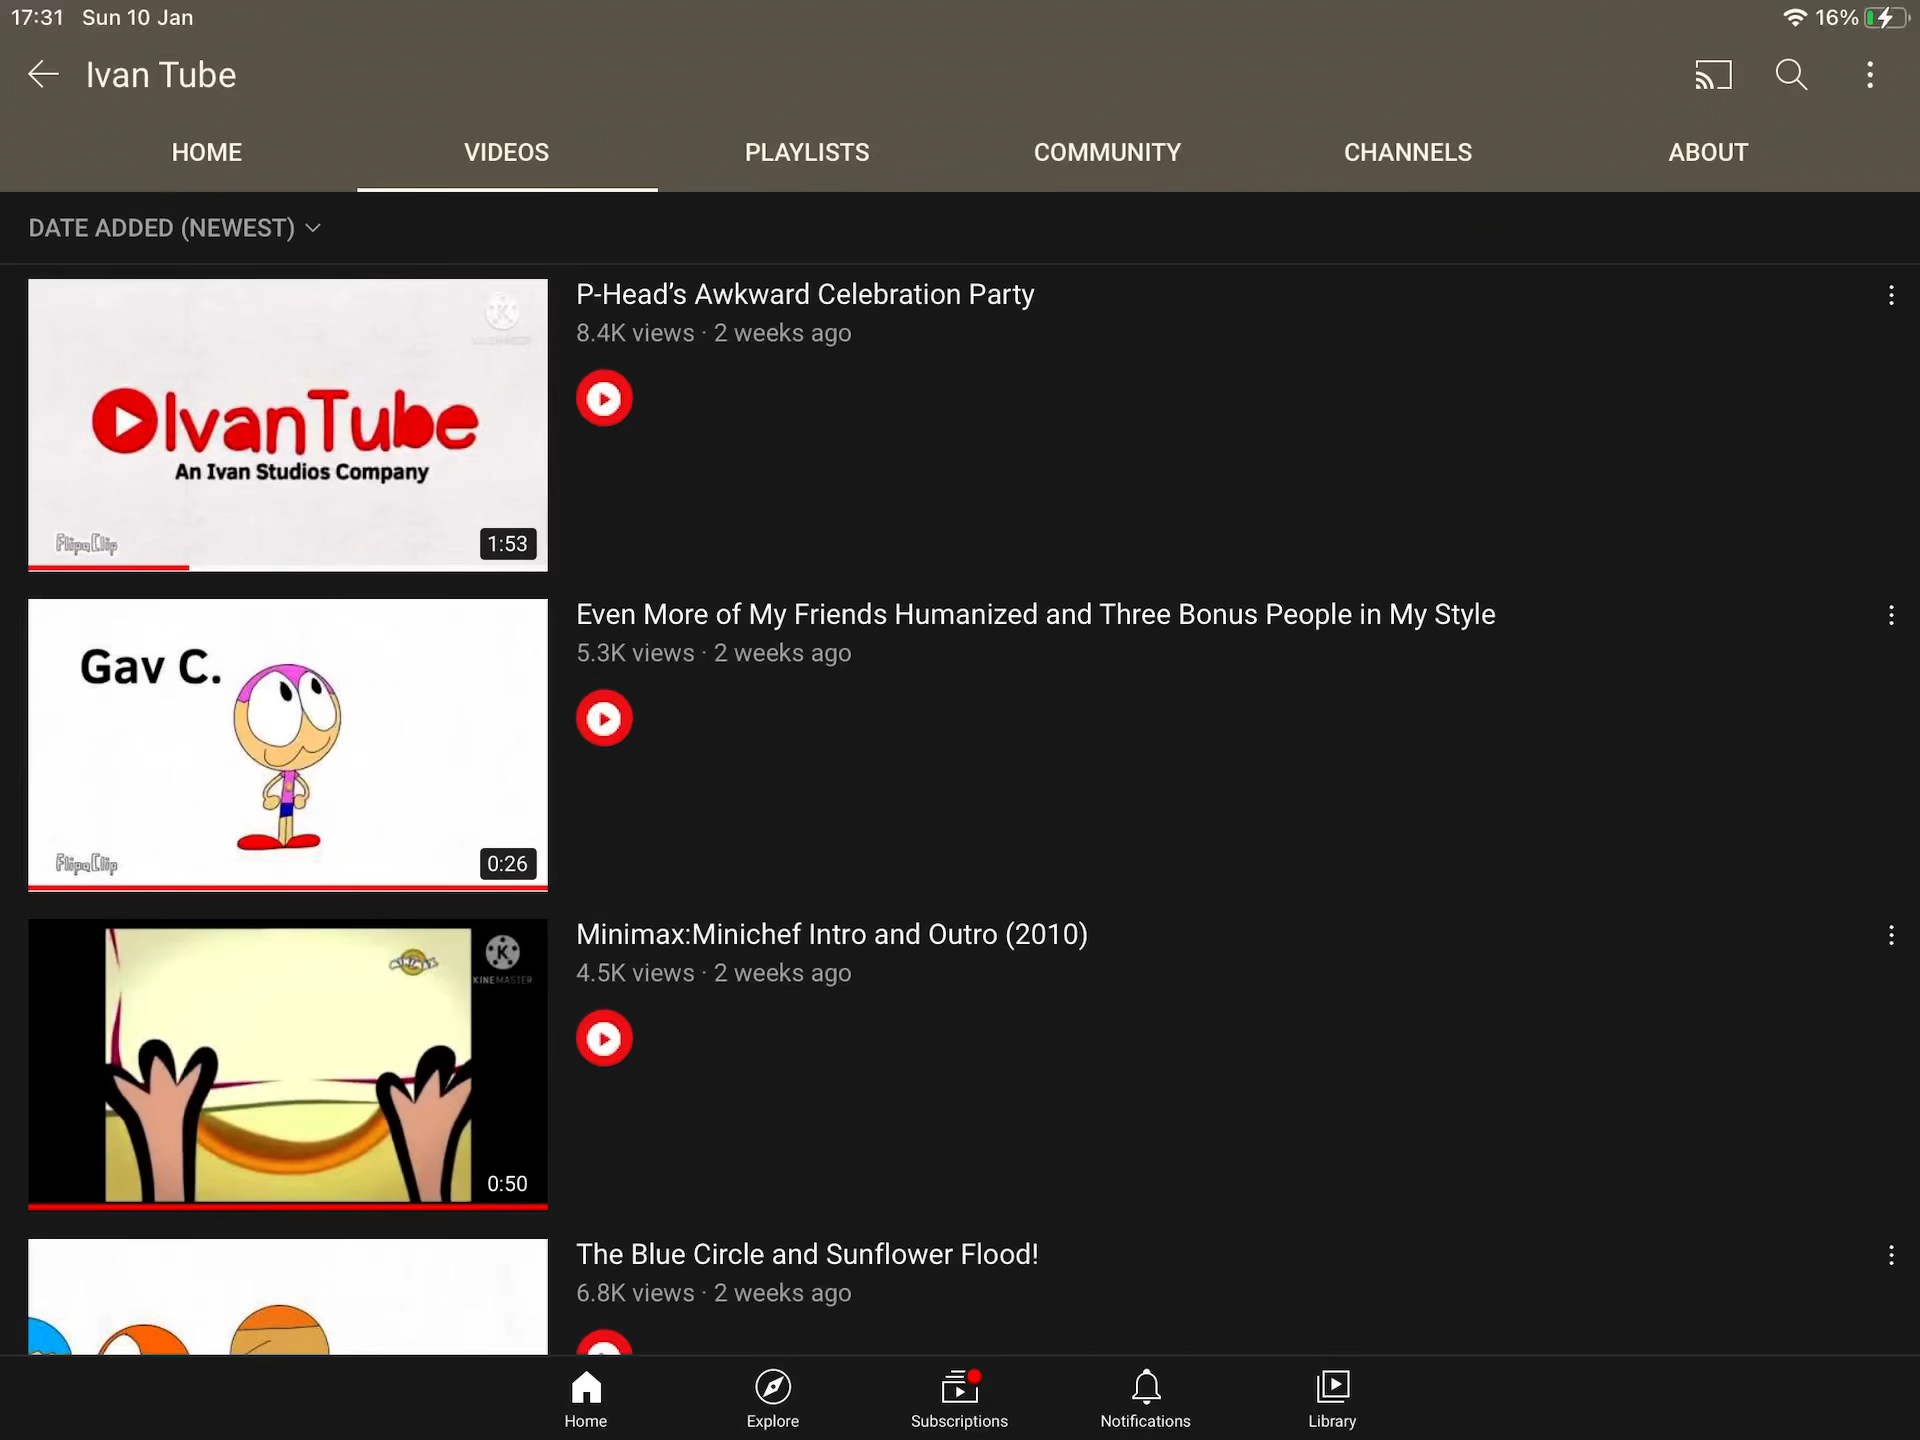 17:31 Sun 10 Jan
16%
Ivan Tube
HOME VIDEOS PLAYLISTS COMMUNITY CHANNELS ABOUT
DATE ADDED (NEWEST)
IvanTube
An Ivan Studios Company
FlipaClip
1:53
P-Head’s Awkward Celebration Party
8.4K views · 2 weeks ago
Gav C.
FlipaClip
0:26
Even More of My Friends Humanized and Three Bonus People in My Style
5.3K views · 2 weeks ago
K
KINEMASTER
0:50
Minimax:Minichef Intro and Outro (2010)
4.5K views · 2 weeks ago
The Blue Circle and Sunflower Flood!
6.8K views · 2 weeks ago
Home Explore Subscriptions Notifications Library